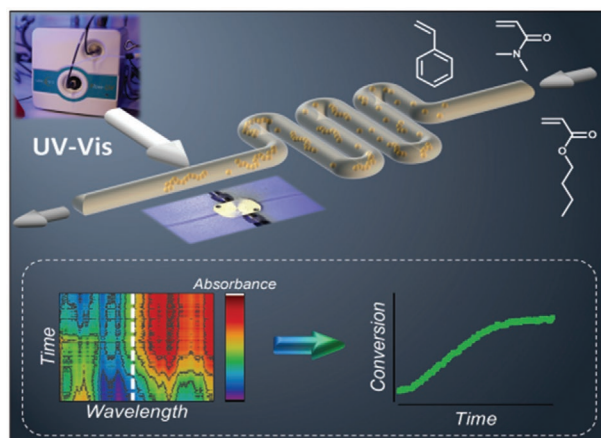 N
O
O
O
UV-Vis
Absorbance
Time
Wavelength
Conversion
Time